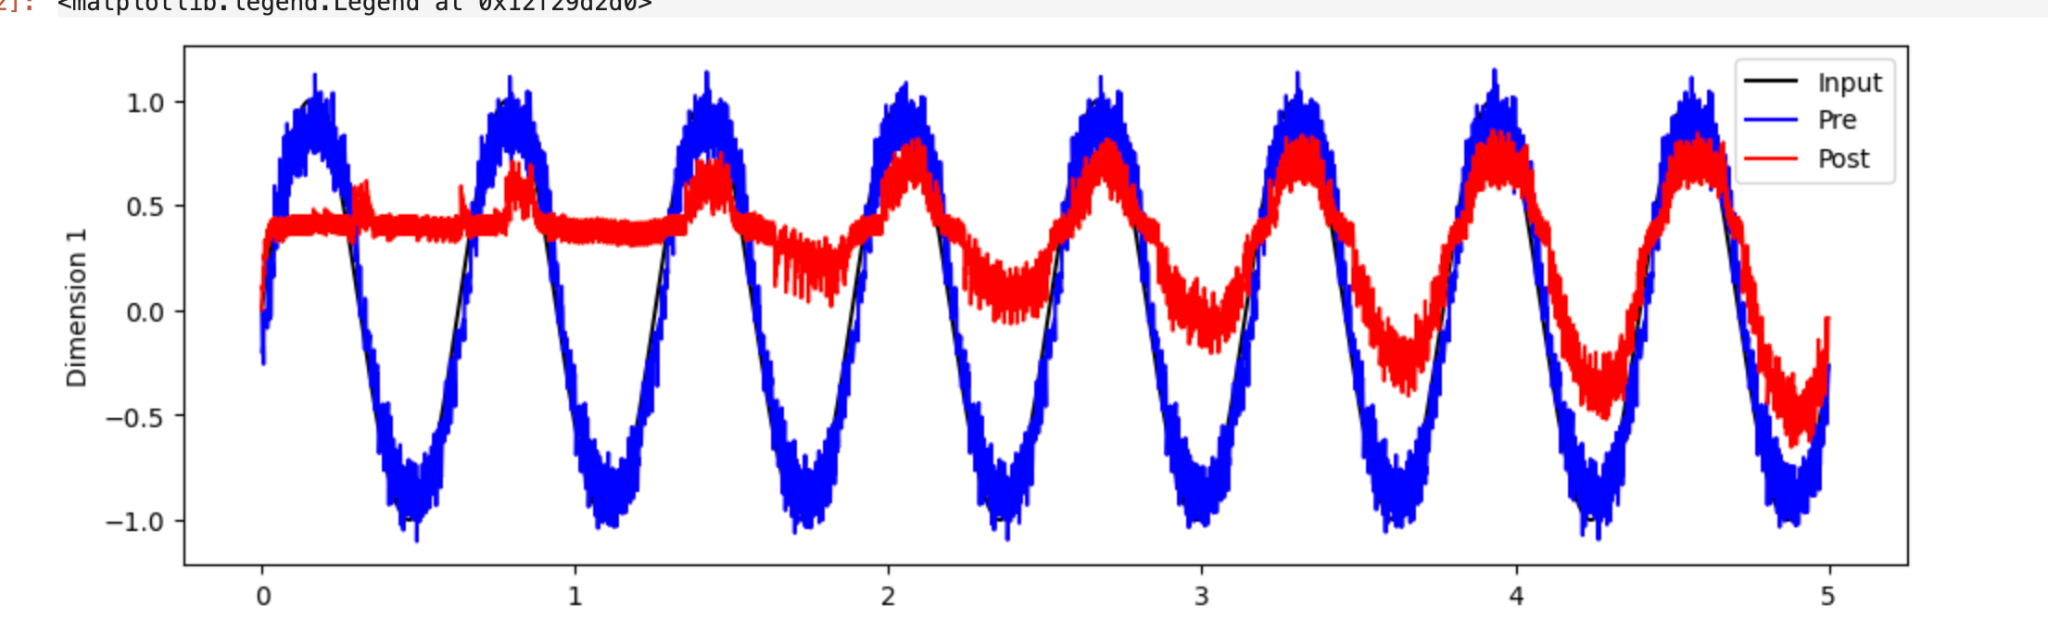 2]: <matplotlib.legend.Legend at 0x12f29d2d0>
Input
Pre
Post
1.0
0.5
0.0
−0.5
−1.0
Dimension 1
0 1 2 3 4 5